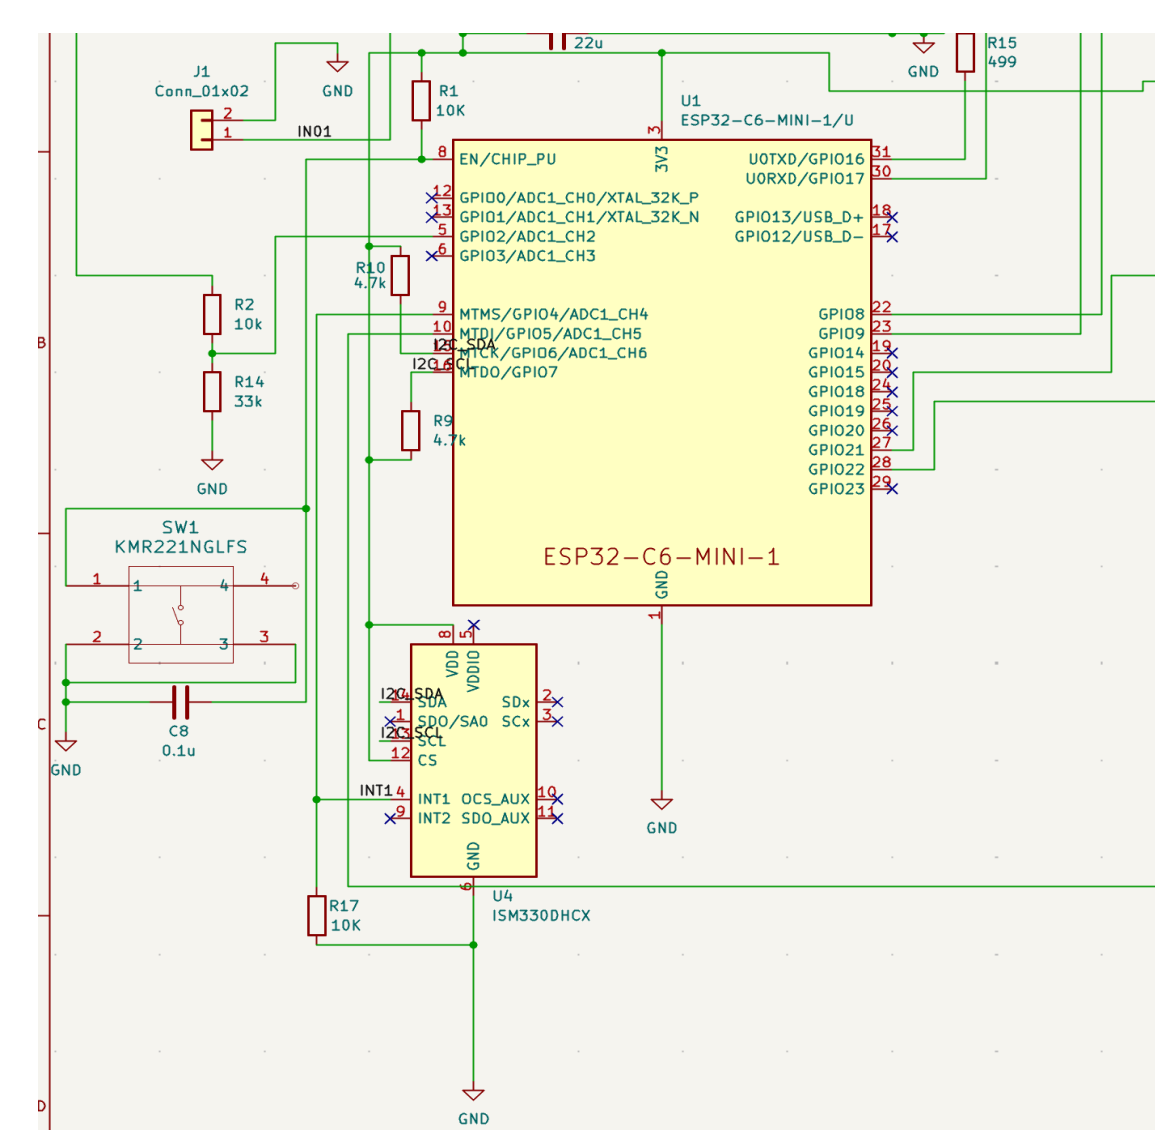 22u
R15
499
GND
GND
J1
Conn_01x02
2
1
IN01
R1
10K
U1
ESP32-C6-MINI-1/U
3
3V3
8
EN/CHIP_PU
12
GPIO0/ADC1_CH0/XTAL_32K_P
13
GPIO1/ADC1_CH1/XTAL_32K_N
5
GPIO2/ADC1_CH2
6
GPIO3/ADC1_CH3
9
MTMS/GPIO4/ADC1_CH4
10
MTDI/GPIO5/ADC1_CH5
I2C_SDA
15
MTCK/GPIO6/ADC1_CH6
I2C_SCL
16
MTDO/GPIO7
U0TXD/GPIO16
31
U0RXD/GPIO17
30
GPIO13/USB_D+
18
GPIO12/USB_D-
17
GPIO8
22
GPIO9
23
GPIO14
19
GPIO15
20
GPIO18
24
GPIO19
25
GPIO20
26
GPIO21
27
GPIO22
28
GPIO23
29
ESP32-C6-MINI-1
GND
1
GND
R10
4.7k
R9
4.7k
R2
10k
R14
33k
GND
B
SW1
KMR221NGLFS
1
1
4
4
2
2
3
3
C8
0.1u
GND
C
8
5
VDD
VDDIO
I2C_SDA
14
SDA
1
SDO/SA0
I2C_SCL
13
SCL
12
CS
INT1
4
INT1
9
INT2
SDx
2
SCx
3
OCS_AUX
10
SDO_AUX
11
GND
6
U4
ISM330DHCX
R17
10K
GND
D